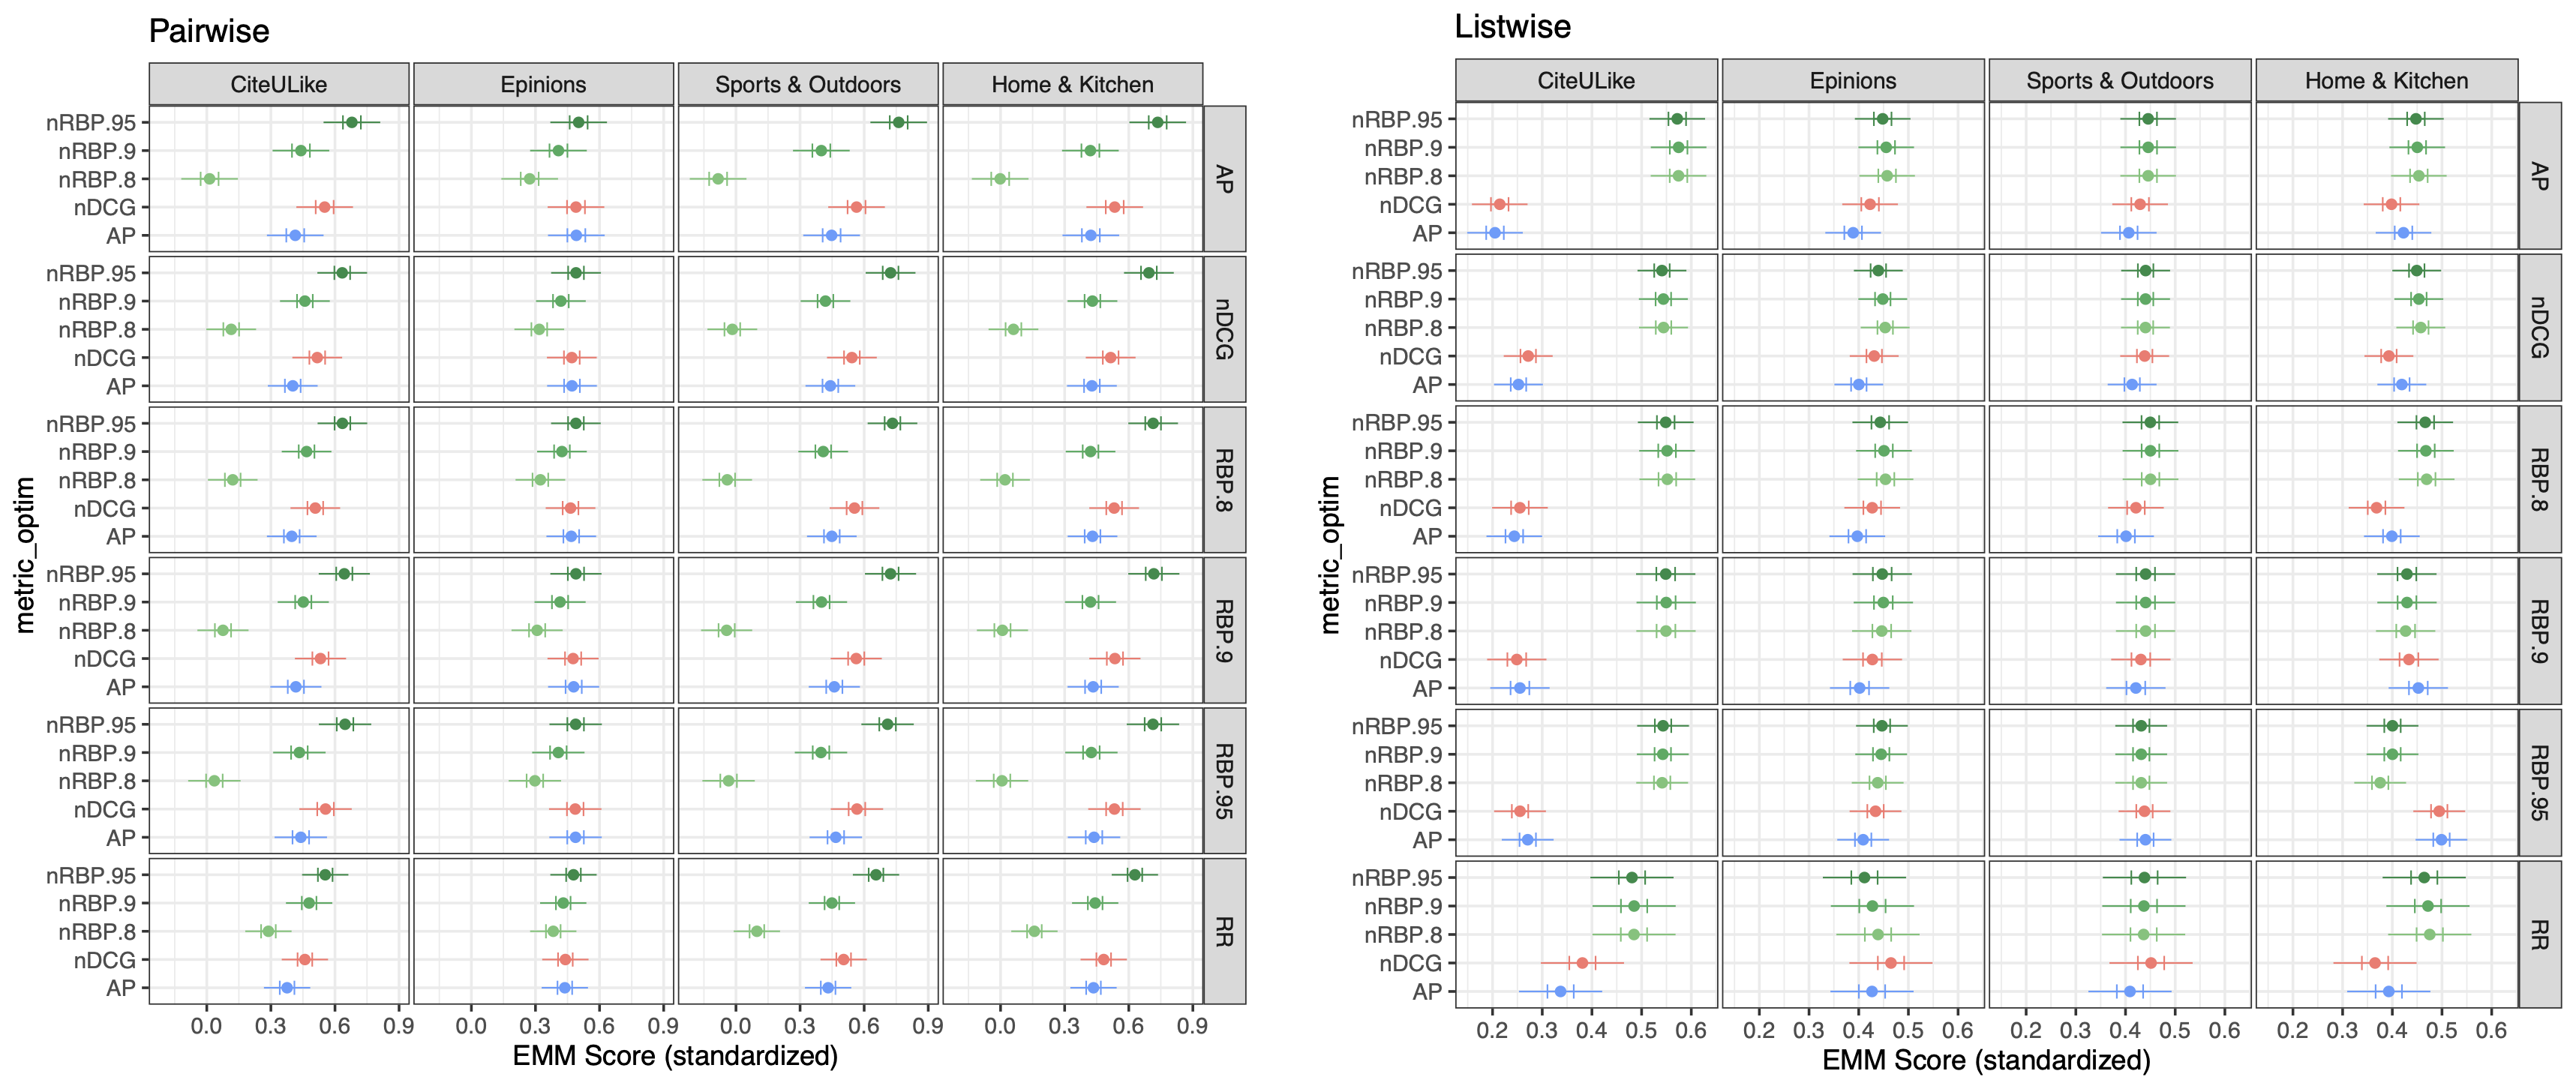 Pairwise
CiteULike Epinions Sports & Outdoors Home & Kitchen
metric_optim
nRBP.95
nRBP.9
nRBP.8
nDCG
AP
AP
nRBP.95
nRBP.9
nRBP.8
nDCG
AP
nDCG
nRBP.95
nRBP.9
nRBP.8
nDCG
AP
RBP.8
nRBP.95
nRBP.9
nRBP.8
nDCG
AP
RBP.9
nRBP.95
nRBP.9
nRBP.8
nDCG
AP
RBP.95
nRBP.95
nRBP.9
nRBP.8
nDCG
AP
RR
0.0 0.3 0.6 0.9 0.0 0.3 0.6 0.9 0.0 0.3 0.6 0.9 0.0 0.3 0.6 0.9
EMM Score (standardized)
Listwise
CiteULike Epinions Sports & Outdoors Home & Kitchen
metric_optim
nRBP.95
nRBP.9
nRBP.8
nDCG
AP
AP
nRBP.95
nRBP.9
nRBP.8
nDCG
AP
nDCG
nRBP.95
nRBP.9
nRBP.8
nDCG
AP
RBP.8
nRBP.95
nRBP.9
nRBP.8
nDCG
AP
RBP.9
nRBP.95
nRBP.9
nRBP.8
nDCG
AP
RBP.95
nRBP.95
nRBP.9
nRBP.8
nDCG
AP
RR
0.2 0.3 0.4 0.5 0.6 0.2 0.3 0.4 0.5 0.6 0.2 0.3 0.4 0.5 0.6 0.2 0.3 0.4 0.5 0.6
EMM Score (standardized)